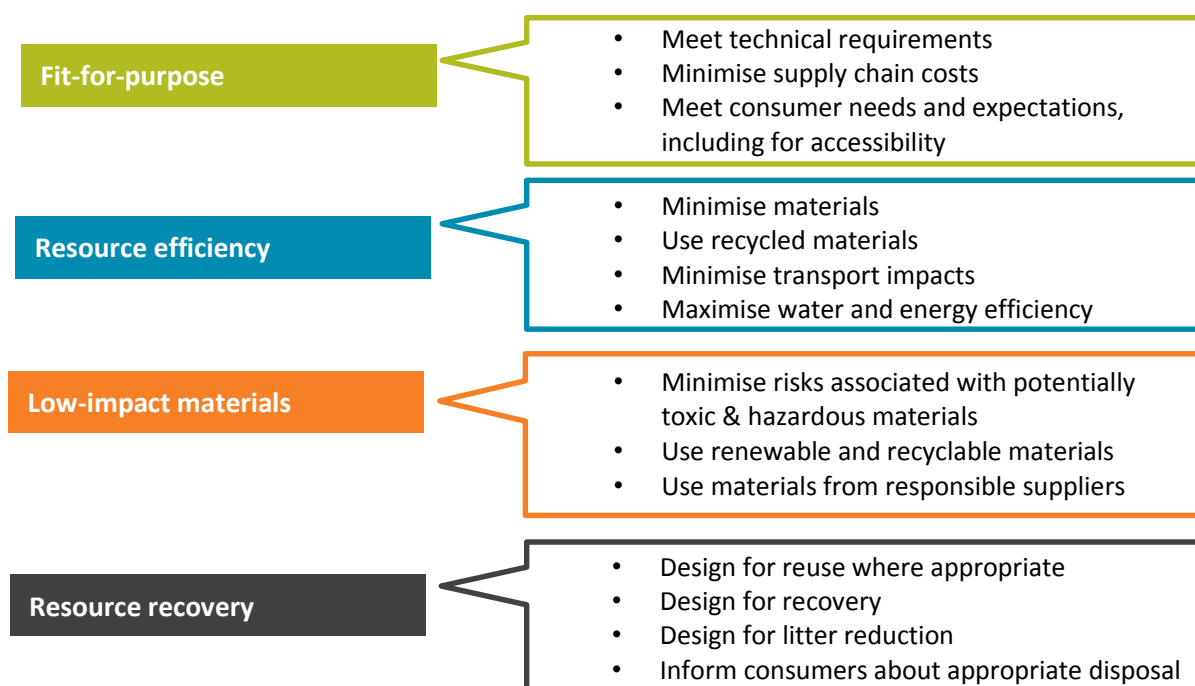 Fit-for-purpose
• Meet technical requirements
• Minimise supply chain costs
• Meet consumer needs and expectations,
including for accessibility
Resource efficiency
• Minimise materials
• Use recycled materials
• Minimise transport impacts
• Maximise water and energy efficiency
Low-impact materials
• Minimise risks associated with potentially
toxic & hazardous materials
• Use renewable and recyclable materials
• Use materials from responsible suppliers
Resource recovery
• Design for reuse where appropriate
• Design for recovery
• Design for litter reduction
• Inform consumers about appropriate disposal